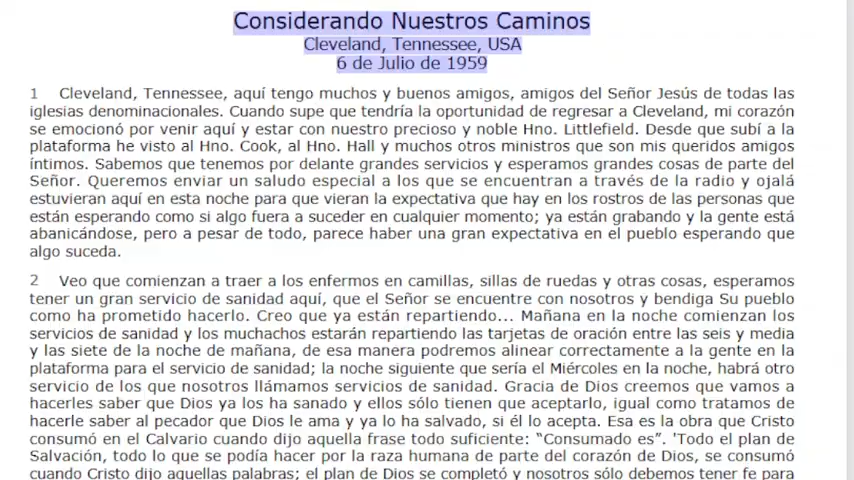 Considerando Nuestros Caminos
Cleveland, Tennessee, USA
6 de Julio de 1959
1 Cleveland, Tennessee, aquí tengo muchos y buenos amigos, amigos del Señor Jesús de todas las
iglesias denominacionales. Cuando supe que tendría la oportunidad de regresar a Cleveland, mi corazón
se emocionó por venir aquí y estar con nuestro precioso y noble Hno. Littlefield. Desde que subí a la
plataforma he visto al Hno. Cook, al Hno. Hall y muchos otros ministros que son mis queridos amigos
íntimos. Sabemos que tenemos por delante grandes servicios y esperamos grandes cosas de parte del
Señor. Queremos enviar un saludo especial a los que se encuentran a través de la radio y ojalá
estuvieran aquí en esta noche para que vieran la expectativa que hay en los rostros de las personas que
están esperando como si algo fuera a suceder en cualquier momento; ya están grabando y la gente está
abanicándose, pero a pesar de todo, parece haber una gran expectativa en el pueblo esperando que
algo suceda.
2 Veo que comienzan a traer a los enfermos en camillas, sillas de ruedas y otras cosas, esperamos
tener un gran servicio de sanidad aquí, que el Señor se encuentre con nosotros y bendiga Su pueblo
como ha prometido hacerlo. Creo que ya están repartiendo... Mañana en la noche comienzan los
servicios de sanidad y los muchachos estarán repartiendo las tarjetas de oración entre las seis y media
y las siete de la noche de mañana, de esa manera podremos alinear correctamente a la gente en la
plataforma para el servicio de sanidad; la noche siguiente que sería el Miércoles en la noche, habrá otro
servicio de los que nosotros llámamos servicios de sanidad. Gracia de Dios creemos que vamos a
hacerles saber que Dios ya los ha sanado y ellos sólo tienen que aceptarlo, igual como tratamos de
hacerle saber al pecador que Dios le ama y ya lo ha salvado, si él lo acepta. Esa es la obra que Cristo
consumó en el Calvario cuando dijo aquella frase todo suficiente: “Consumado es”. 'Todo el plan de
Salvación, todo lo que se podía hacer por la raza humana de parte del corazón de Dios, se consumó
cuando Cristo dijo aquellas palabras; el plan de Dios se completó y nosotros sólo debemos tener fe para